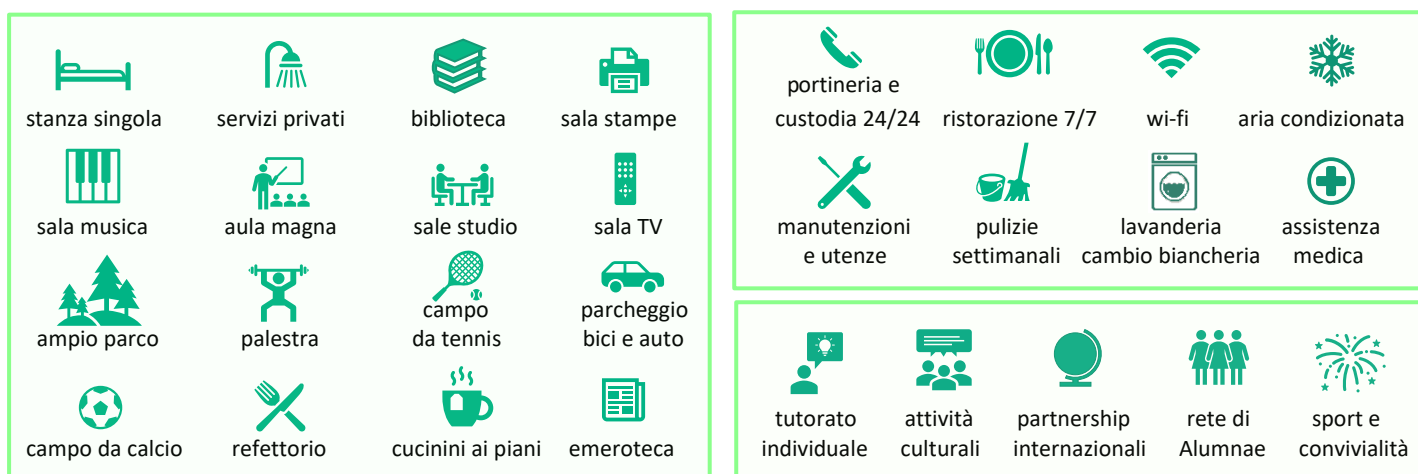 stanza singola
servizi privati
biblioteca
sala stampe
sala musica
aula magna
sale studio
sala TV
ampio parco
palestra
campo
da tennis
parcheggio
bici e auto
campo da calcio
refettorio
cucinini ai piani
emeroteca
portineria e
custodia 24/24
ristorazione 7/7
wi-fi
aria condizionata
manutenzioni
e utenze
pulizie
settimanali
lavanderia
cambio biancheria
assistenza
medica
tutorato
individuale
attività
culturali
partnership
internazionali
rete di
Alumnae
sport e
convivialità